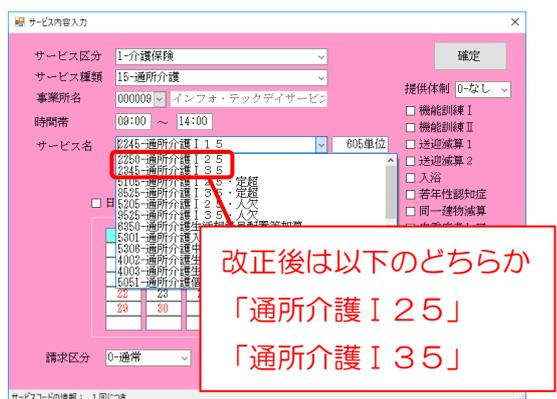 サービス内容入力
サービス区分 1-介護保険 確定
サービス種類 15-通所介護
提供体制 0-なし
事業所名 000009 インフォ・テックデイサービス
機能訓練Ⅰ
時間帯 09:00 ～ 14:00
機能訓練Ⅱ
サービス名 2245-通所介護Ⅰ15 605単位
送迎減算1
2250-通所介護Ⅰ25
送迎減算2
2345-通所介護Ⅰ35
入浴
5105-通所介護Ⅰ25・定超
8525-通所介護Ⅰ35・定超
若年性認知症
5205-通所介護Ⅰ25・人欠
9525-通所介護Ⅰ35・人欠
同一建物減算
5301-通所介護入
5306-通所介護中
4002-通所介護生
4003-通所介護生
5051-通所介護個
22 23
29 30
改正後は以下のどちらか
「通所介護Ⅰ25」
「通所介護Ⅰ35」
請求区分 0-通常